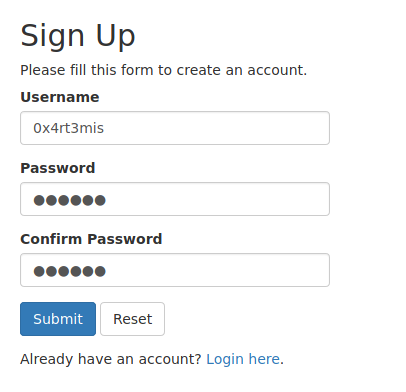 Sign Up
Please fill this form to create an account.
Username
0x4rt3mis
Password
●●●●●●
Confirm Password
●●●●●●
Submit Reset
Already have an account? Login here.